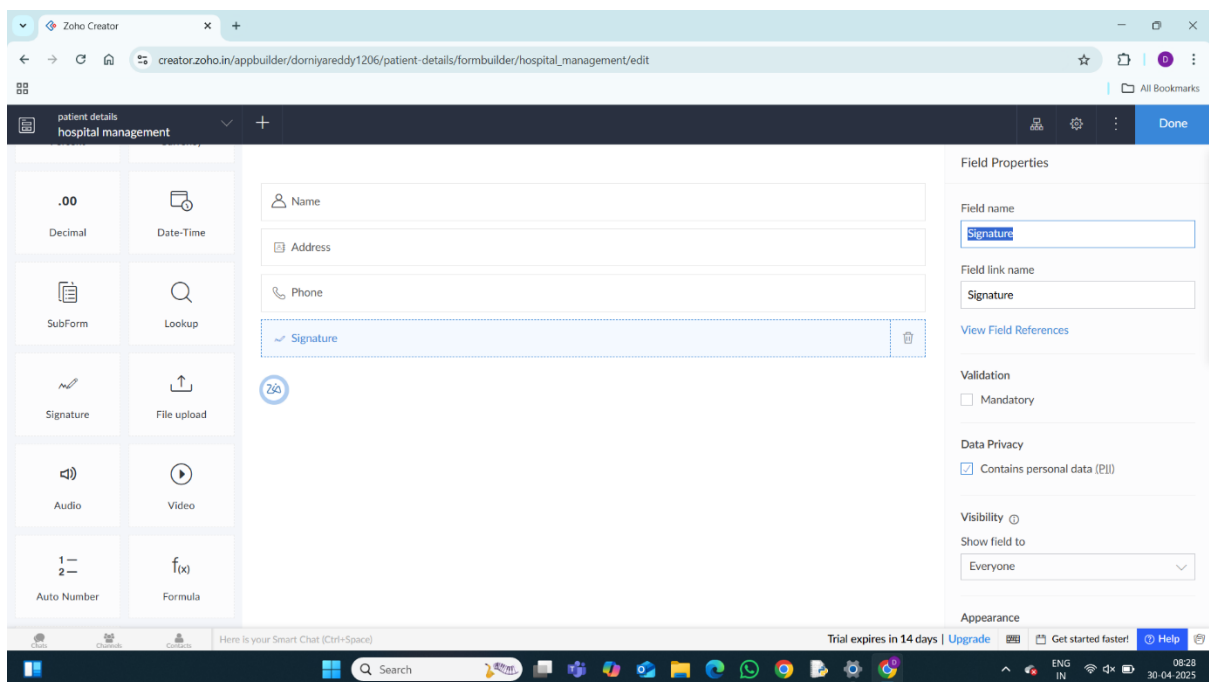 Zoho Creator
creator.zoho.in/appbuilder/dorniyareddy1206/patient-details/formbuilder/hospital_management/edit
D
All Bookmarks
patient details
hospital management
Done
.00
Decimal
Date-Time
SubForm
Lookup
Signature
File upload
Audio
Video
1
2
Auto Number
f(x)
Formula
Name
Address
Phone
Signature
Zia
Field Properties
Field name
Signature
Field link name
Signature
View Field References
Validation
Mandatory
Data Privacy
Contains personal data (PII)
Visibility
Show field to
Everyone
Appearance
Chats
Channels
Contacts
Here is your Smart Chat (Ctrl+Space)
Trial expires in 14 days | Upgrade
Get started faster!
Help
Search
ENG
IN
08:28
30-04-2025